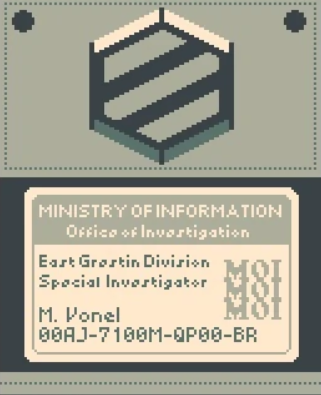 MINISTRY OF INFORMATION
Office of Investigation
East Grestin Division
Special Investigator
M. Vonel
00AJ-7100M-QP00-BR
MOI
MOI
MOI